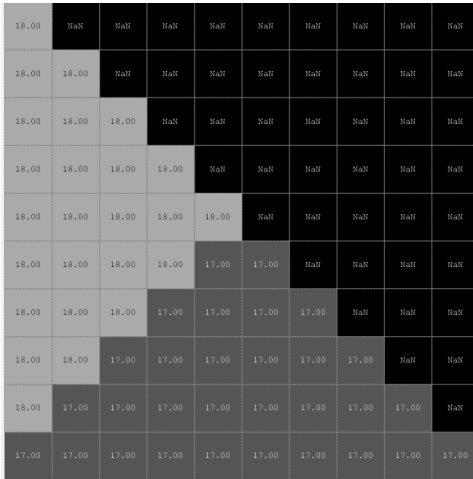 18.00 NaN NaN NaN NaN NaN NaN NaN NaN NaN
18.00 18.00 NaN NaN NaN NaN NaN NaN NaN NaN
18.00 18.00 18.00 NaN NaN NaN NaN NaN NaN NaN
18.00 18.00 18.00 18.00 NaN NaN NaN NaN NaN NaN
18.00 18.00 18.00 18.00 18.00 NaN NaN NaN NaN NaN
18.00 18.00 18.00 18.00 17.00 17.00 NaN NaN NaN NaN
18.00 18.00 18.00 17.00 17.00 17.00 17.00 NaN NaN NaN
18.00 18.00 17.00 17.00 17.00 17.00 17.00 17.00 NaN NaN
18.00 17.00 17.00 17.00 17.00 17.00 17.00 17.00 17.00 NaN
17.00 17.00 17.00 17.00 17.00 17.00 17.00 17.00 17.00 17.00